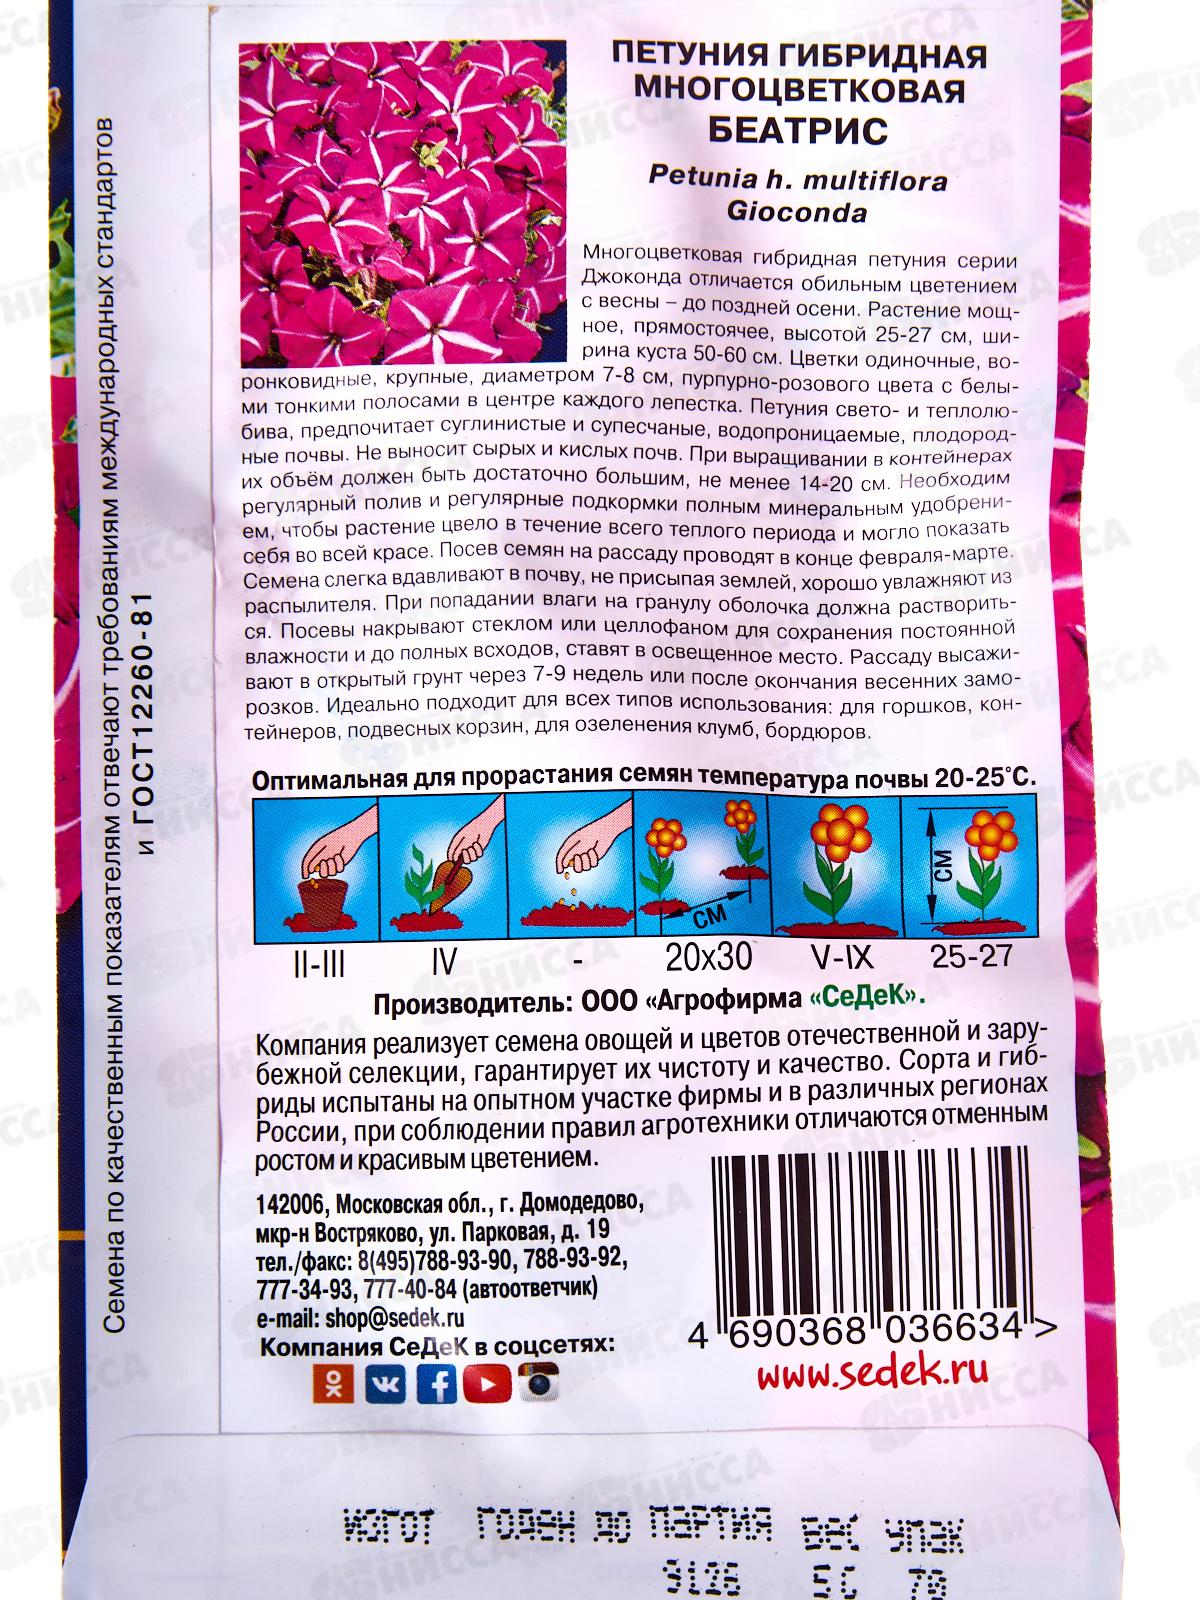 ПЕТУНИЯ ГИБРИДНАЯ
МНОГОЦВЕТКОВАЯ
БЕАТРИС
Petunia h. multiflora
Gioconda
Многоцветковая гибридная петуния серии
Джоконда отличается обильным цветением
с весны – до поздней осени. Растение мощ-
ное, прямостоячее, высотой 25-27 см, ши-
рина куста 50-60 см. Цветки одиночные, во-
ронковидные, крупные, диаметром 7-8 см, пурпурно-розового цвета с белы-
ми тонкими полосами в центре каждого лепестка. Петуния свето- и теплолю-
бива, предпочитает суглинистые и супесчаные, водопроницаемые, плодород-
ные почвы. Не выносит сырых и кислых почв. При выращивании в контейнерах
их объём должен быть достаточно большим, не менее 14-20 см. Необходим
регулярный полив и регулярные подкормки полным минеральным удобрени-
ем, чтобы растение цвело в течение всего теплого периода и могло показать
себя во всей красе. Посев семян на рассаду проводят в конце февраля-марте.
Семена слегка вдавливают в почву, не присыпая землей, хорошо увлажняют из
распылителя. При попадании влаги на гранулу оболочка должна растворить-
ся. Посевы накрывают стеклом или целлофаном для сохранения постоянной
влажности и до полных всходов, ставят в освещенное место. Рассаду высажи-
вают в открытый грунт через 7-9 недель или после окончания весенних замо-
розков. Идеально подходит для всех типов использования: для горшков, кон-
тейнеров, подвесных корзин, для озеленения клумб, бордюров.
Оптимальная для прорастания семян температура почвы 20-25°С.
СМ
СМ
II-III IV - 20х30 V-IX 25-27
Производитель: ООО «Агрофирма «СеДеК».
Компания реализует семена овощей и цветов отечественной и зару-
бежной селекции, гарантирует их чистоту и качество. Сорта и гиб-
риды испытаны на опытном участке фирмы и в различных регионах
России, при соблюдении правил агротехники отличаются отменным
ростом и красивым цветением.
142006, Московская обл., г. Домодедово,
мкр-н Востряково, ул. Парковая, д. 19
тел./факс: 8(495)788-93-90, 788-93-92,
777-34-93, 777-40-84 (автоответчик)
e-mail: shop@sedek.ru
Компания СеДеК в соцсетях:
4 690368 036634 >
www.sedek.ru
Семена по качественным показателям отвечают требованиям международных стандартов
и ГОСТ12260-81
ИЗГОТ ГОДЕН ДО ПАРТИЯ ВЕС УПАК
НИССА